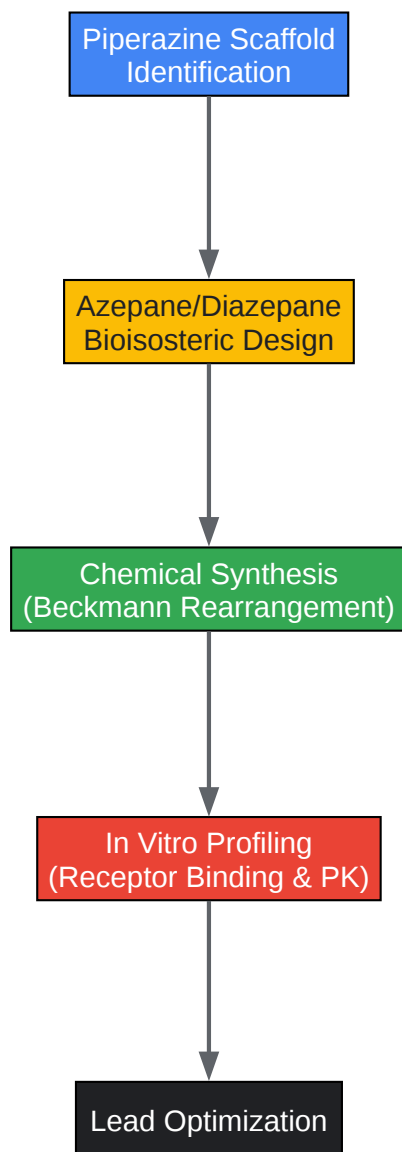 Piperazine Scaffold
Identification
Azepane/Diazepane
Bioisosteric Design
Chemical Synthesis
(Beckmann Rearrangement)
In Vitro Profiling
(Receptor Binding & PK)
Lead Optimization